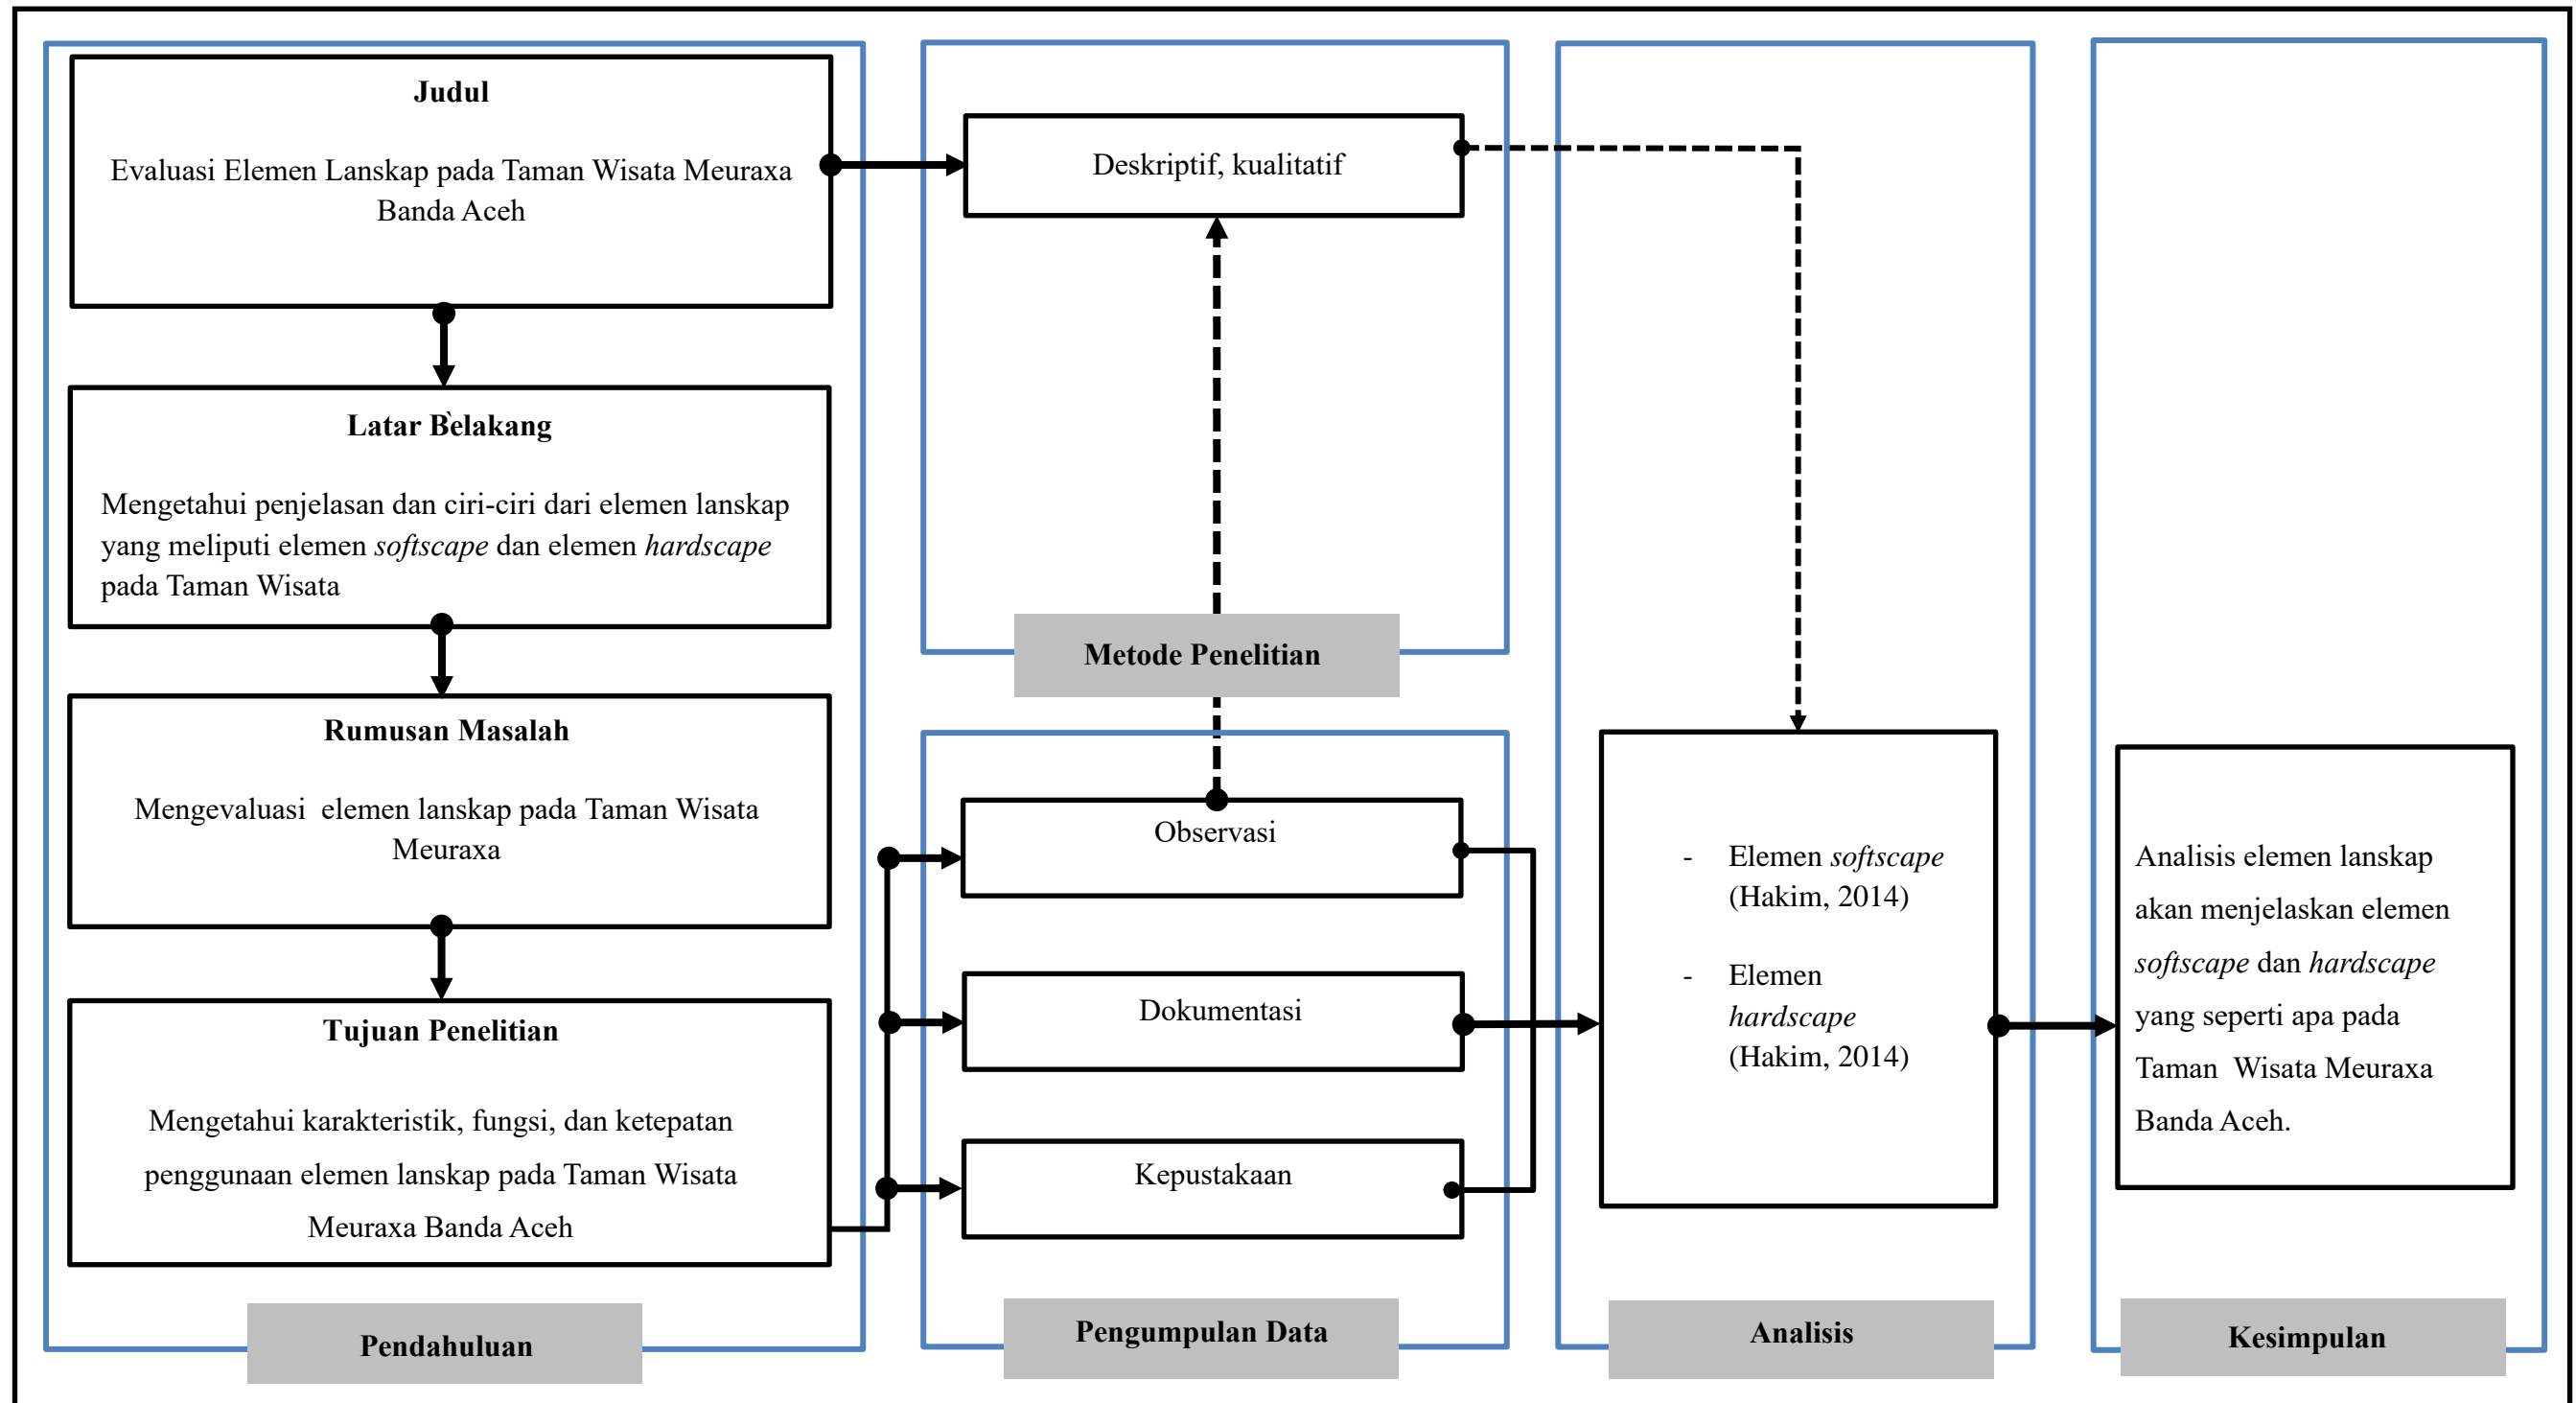 Judul
Evaluasi Elemen Lanskap pada Taman Wisata Meuraxa
Banda Aceh
Latar Bèlakang
Mengetahui penjelasan dan ciri-ciri dari elemen lanskap
yang meliputi elemen softscape dan elemen hardscape
pada Taman Wisata
Rumusan Masalah
Mengevaluasi elemen lanskap pada Taman Wisata
Meuraxa
Tujuan Penelitian
Mengetahui karakteristik, fungsi, dan ketepatan
penggunaan elemen lanskap pada Taman Wisata
Meuraxa Banda Aceh
Pendahuluan
Deskriptif, kualitatif
Metode Penelitian
Observasi
Dokumentasi
Kepustakaan
Pengumpulan Data
- Elemen softscape
(Hakim, 2014)
- Elemen
hardscape
(Hakim, 2014)
Analisis
Analisis elemen lanskap
akan menjelaskan elemen
softscape dan hardscape
yang seperti apa pada
Taman Wisata Meuraxa
Banda Aceh.
Kesimpulan